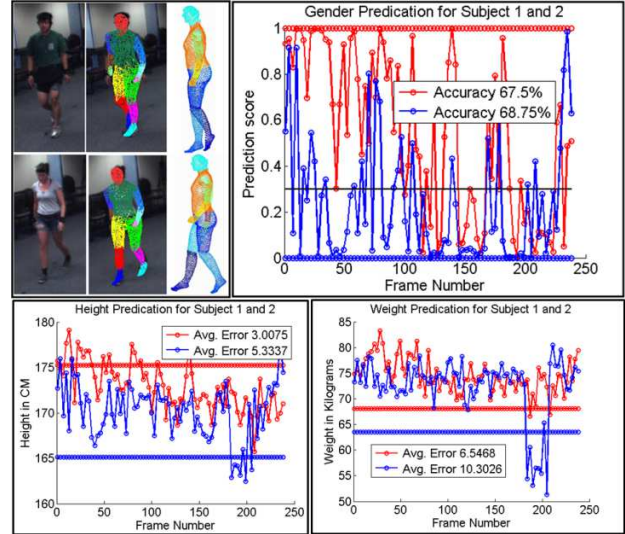 Gender Predication for Subject 1 and 2
1
0.8
0.6
0.4
0.2
0
Prediction score
Accuracy 67.5%
Accuracy 68.75%
0 50 100 150 200 250
Frame Number
Height Predication for Subject 1 and 2
180
175
170
165
160
Height in CM
Avg. Error 3.0075
Avg. Error 5.3337
0 50 100 150 200 250
Frame Number
Weight Predication for Subject 1 and 2
85
80
75
70
65
60
55
50
Weight in Kilograms
Avg. Error 6.5468
Avg. Error 10.3026
0 50 100 150 200 250
Frame Number